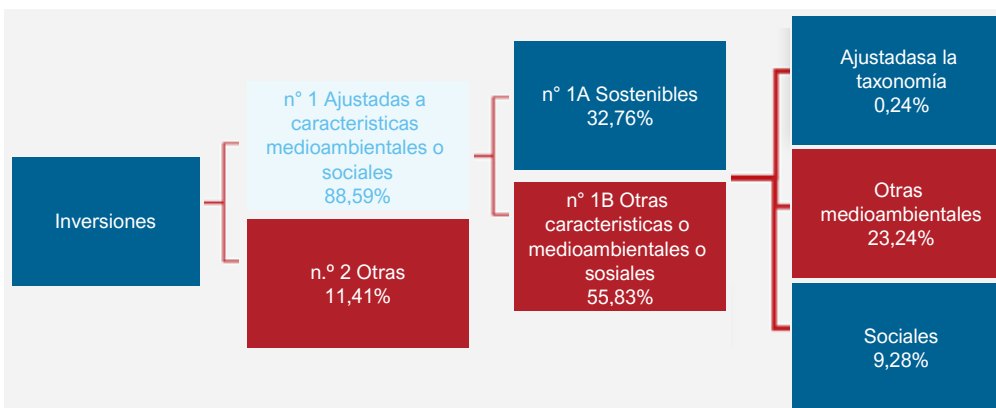 Inversiones
n° 1 Ajustadas a
caracteristicas
medioambientales o
sociales
88,59%
n.º 2 Otras
11,41%
n° 1A Sostenibles
32,76%
n° 1B Otras
caracteristicas o
medioambientales o
sosiales
55,83%
Ajustadasa la
taxonomía
0,24%
Otras
medioambientales
23,24%
Sociales
9,28%